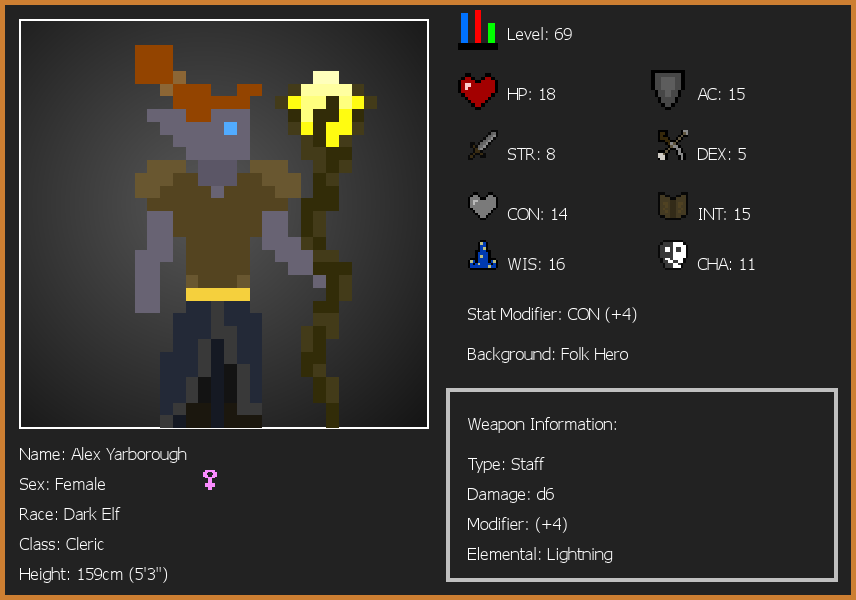 Level: 69
HP: 18
AC: 15
STR: 8
DEX: 5
CON: 14
INT: 15
WIS: 16
CHA: 11
Stat Modifier: CON (+4)
Background: Folk Hero
Weapon Information:
Type: Staff
Damage: d6
Modifier: (+4)
Elemental: Lightning
Name: Alex Yarborough
Sex: Female
Race: Dark Elf
Class: Cleric
Height: 159cm (5'3")